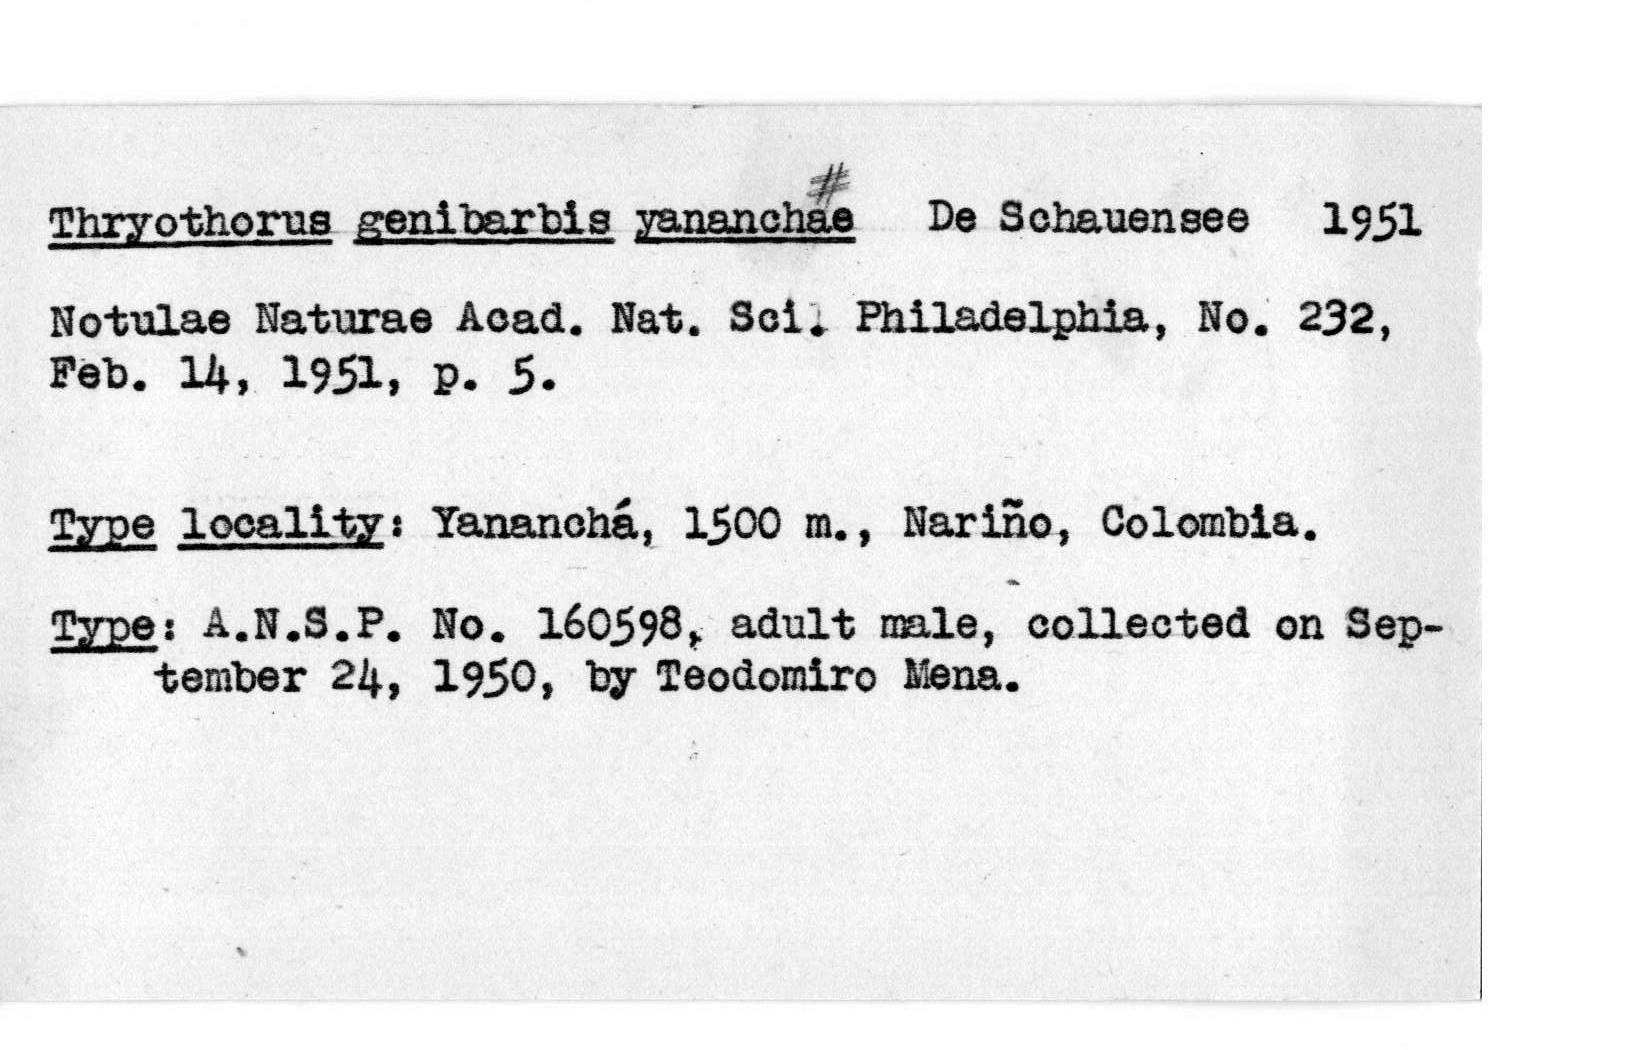 #
Thryothorus genibarbis yananchae De Schauensee 1951
Notulae Naturae Acad. Nat. Sci. Philadelphia, No. 232,
Feb. 14, 1951, p. 5.
Type locality: Yananchá, 1500 m., Nariño, Colombia.
Type: A.N.S.P. No. 160598, adult male, collected on Sep-
tember 24, 1950, by Teodomiro Mena.